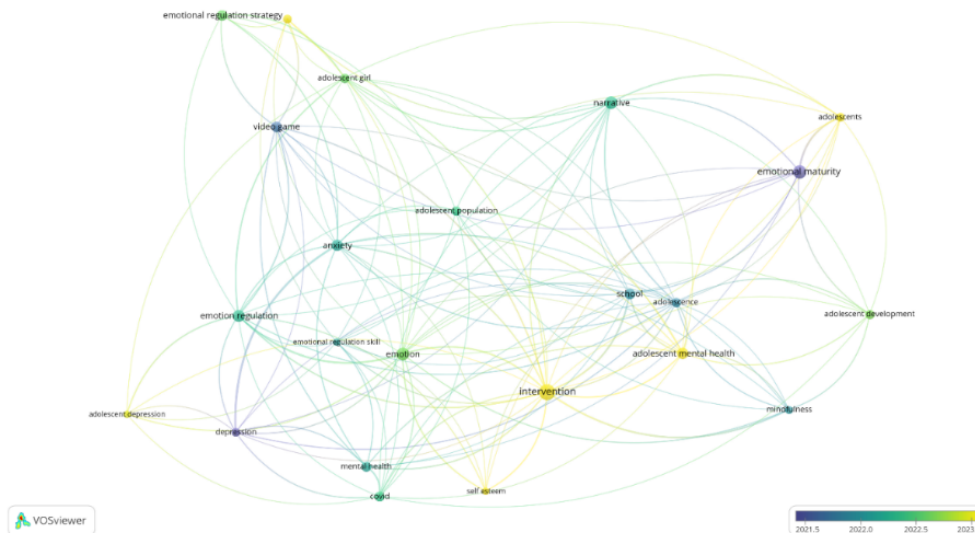 emotional regulation strategy
adolescent girl
narrative
adolescents
video game
emotional maturity
adolescent population
anxiety
school
adolescence
emotion regulation
adolescent development
emotional regulation skill
emotion
adolescent mental health
intervention
adolescent depression
mindfulness
depression
mental health
self esteem
covid
VOSviewer
2021.5 2022.0 2022.5 2023